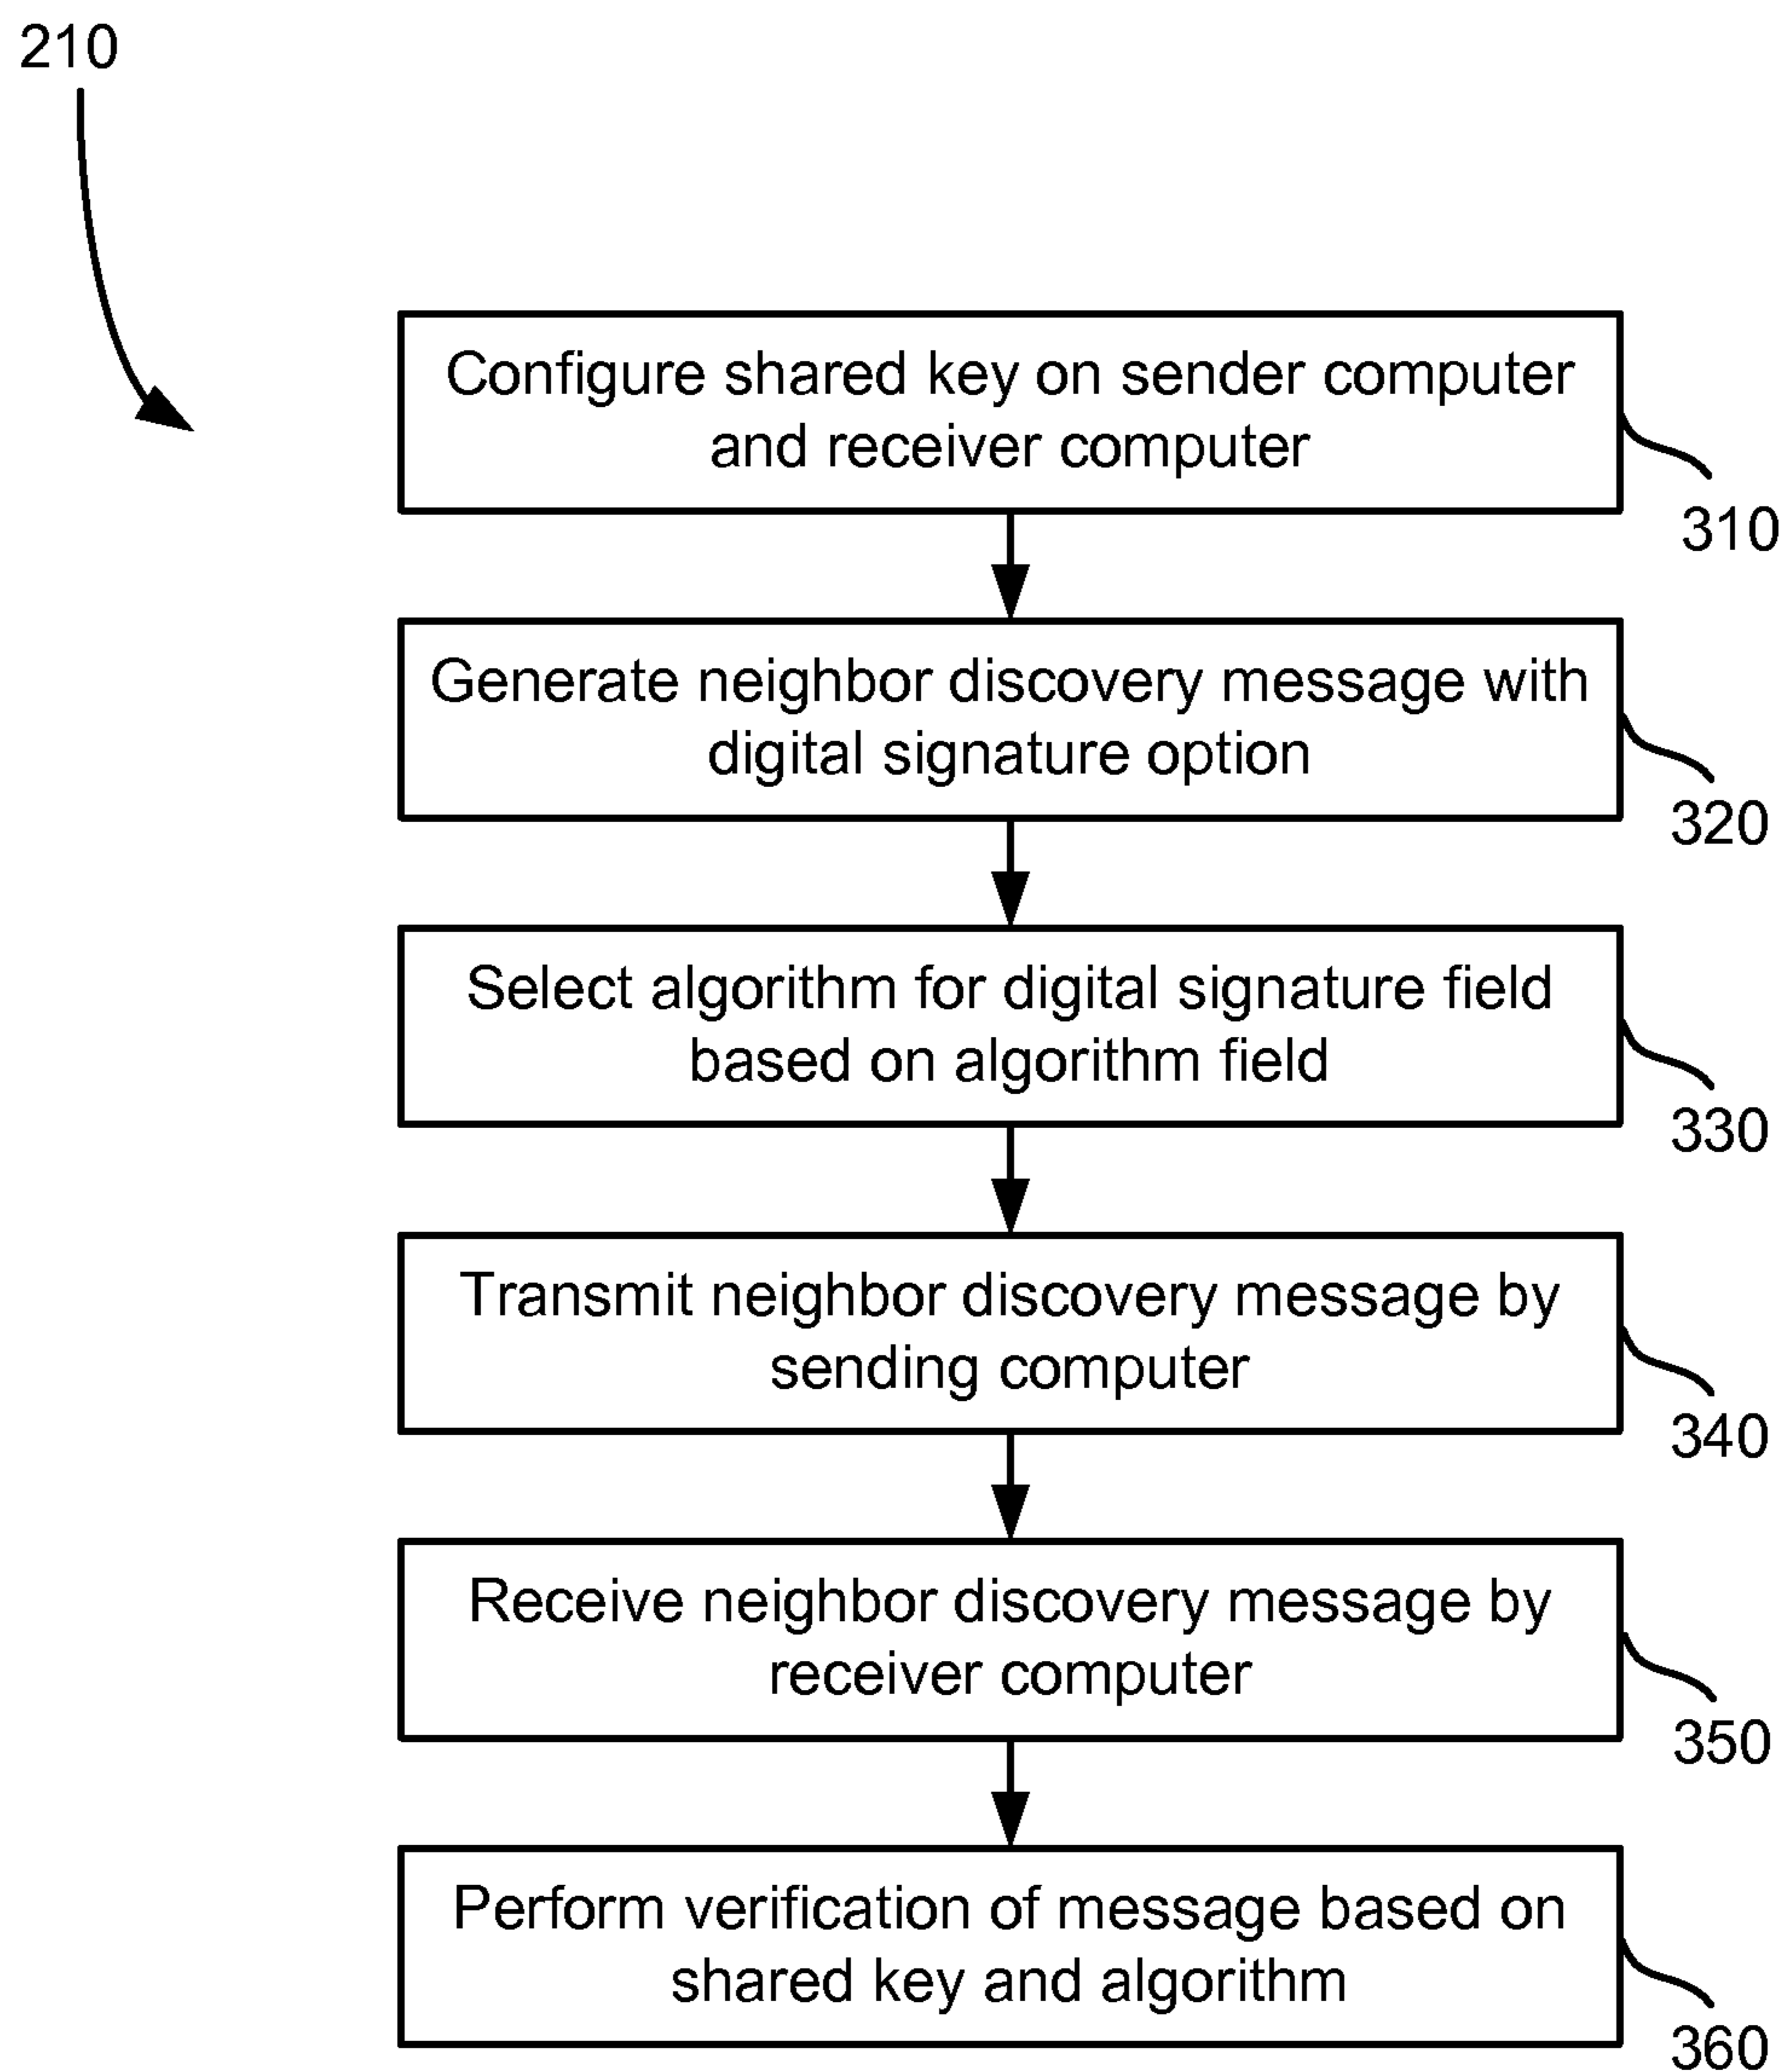 210
Configure shared key on sender computer
and receiver computer
310
Generate neighbor discovery message with
digital signature option
320
Select algorithm for digital signature field
based on algorithm field
330
Transmit neighbor discovery message by
sending computer
340
Receive neighbor discovery message by
receiver computer
350
Perform verification of message based on
shared key and algorithm
360